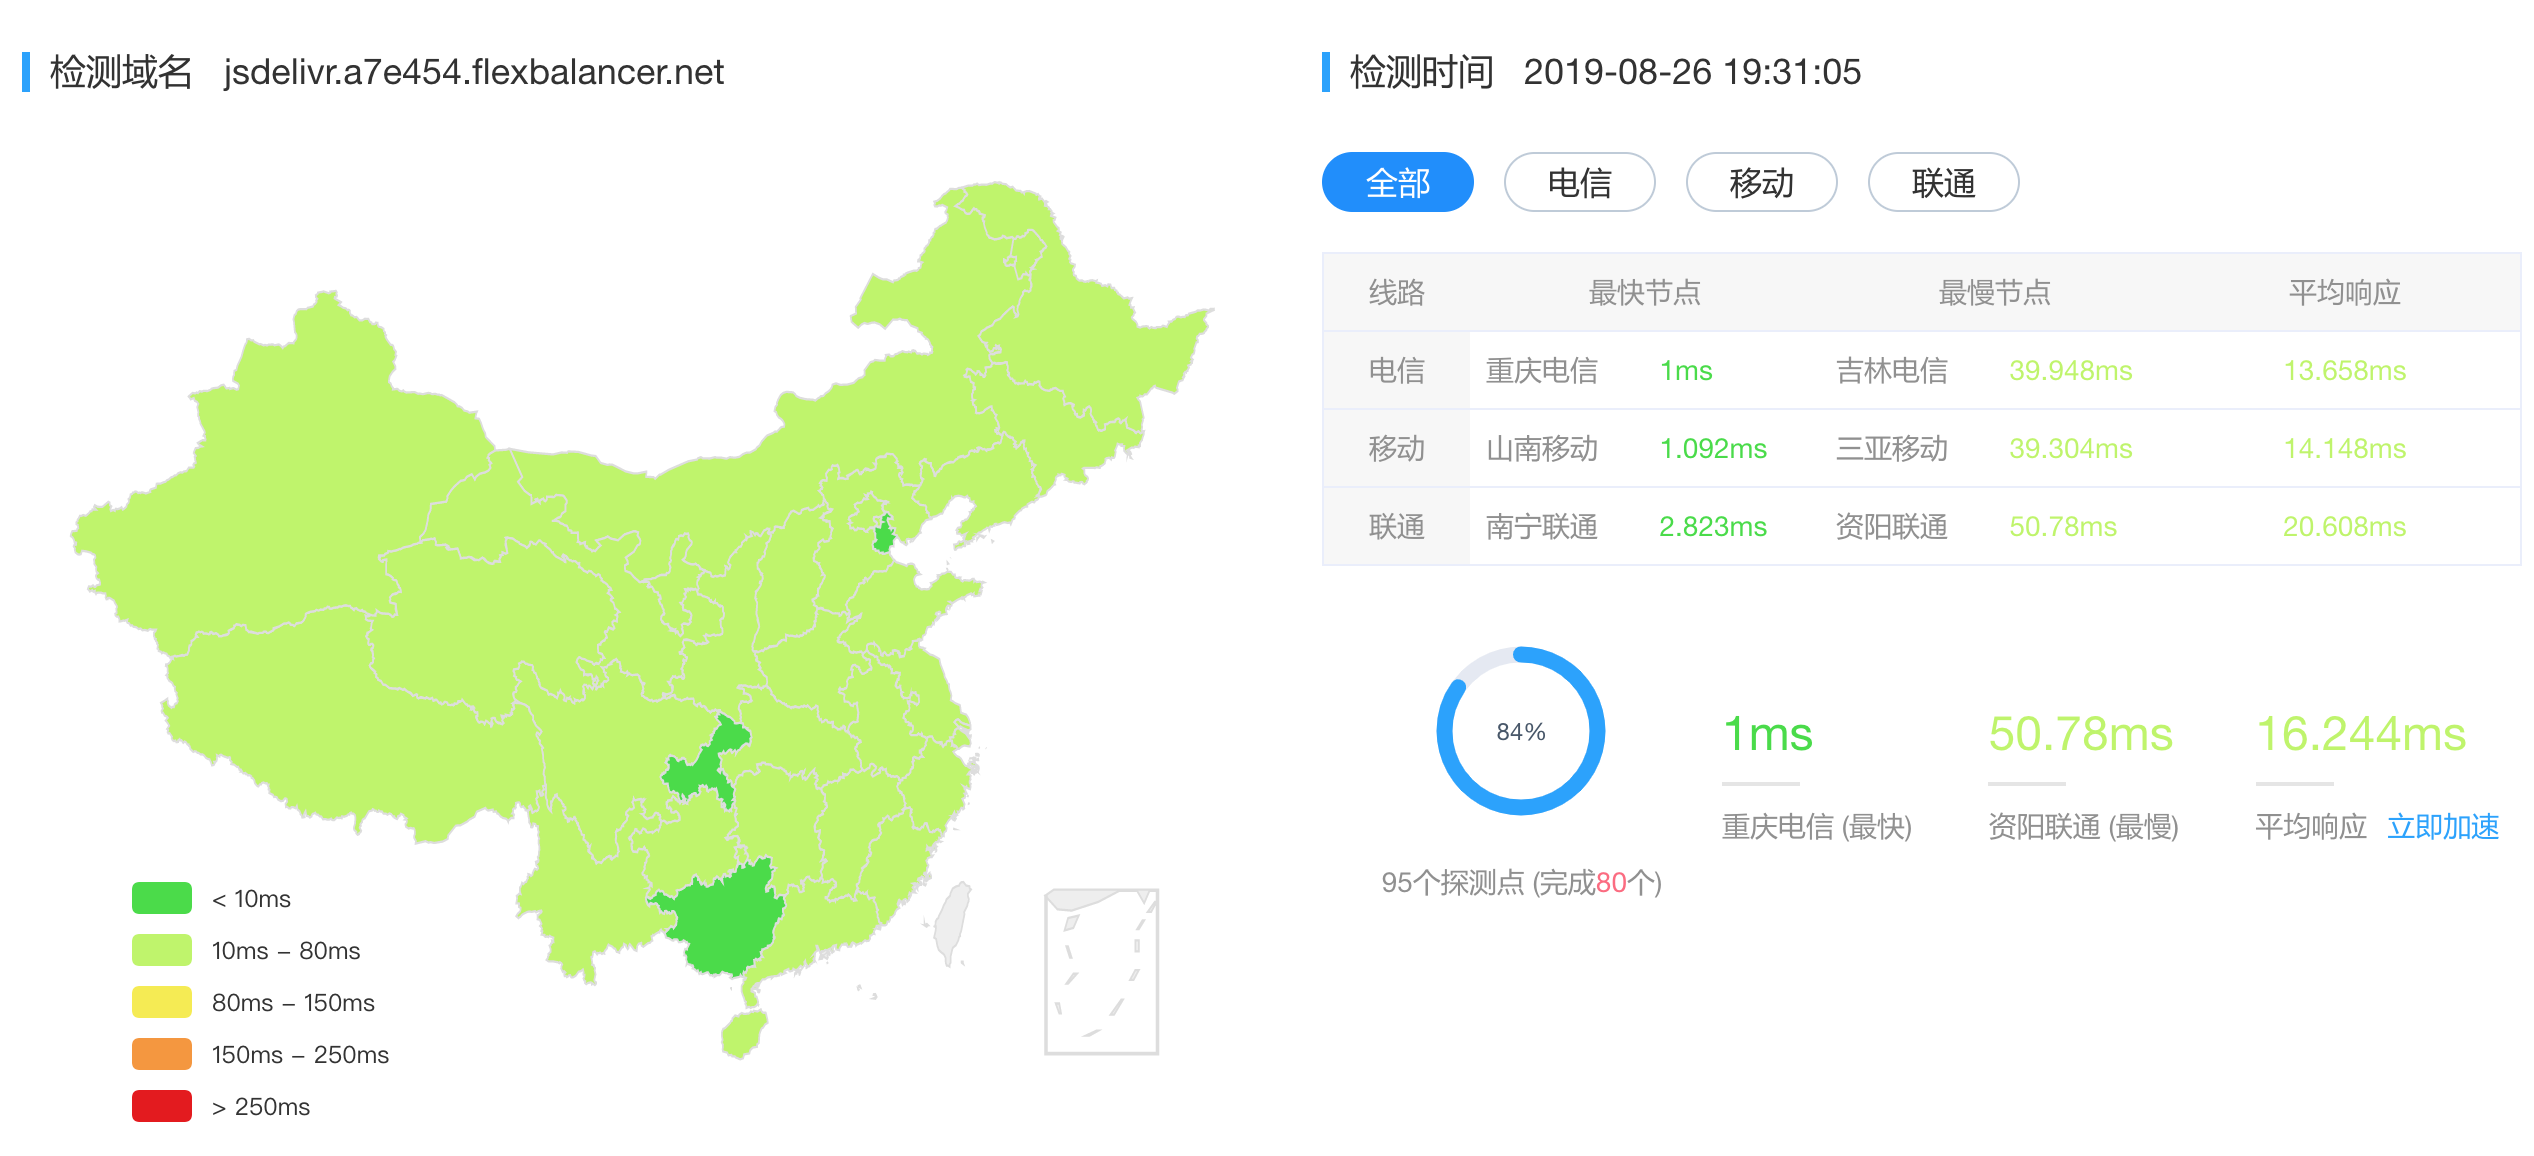 检测域名 jsdelivr.a7e454.flexbalancer.net
检测时间 2019-08-26 19:31:05
全部 电信 移动 联通
线路 最快节点 最慢节点 平均响应
电信 重庆电信 1ms 吉林电信 39.948ms 13.658ms
移动 山南移动 1.092ms 三亚移动 39.304ms 14.148ms
联通 南宁联通 2.823ms 资阳联通 50.78ms 20.608ms
84%
95个探测点 (完成80个)
1ms
重庆电信 (最快)
50.78ms
资阳联通 (最慢)
16.244ms
平均响应 立即加速
< 10ms
10ms – 80ms
80ms – 150ms
150ms – 250ms
> 250ms